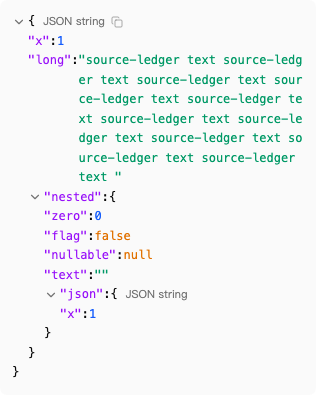 { JSON string
"x":1
"long":"source-ledger text source-ledg
er text source-ledger text sour
ce-ledger text source-ledger te
xt source-ledger text source-le
dger text source-ledger text so
urce-ledger text source-ledger
text "
"nested":{
"zero":0
"flag":false
"nullable":null
"text":""
"json":{ JSON string
"x":1
}
}
}